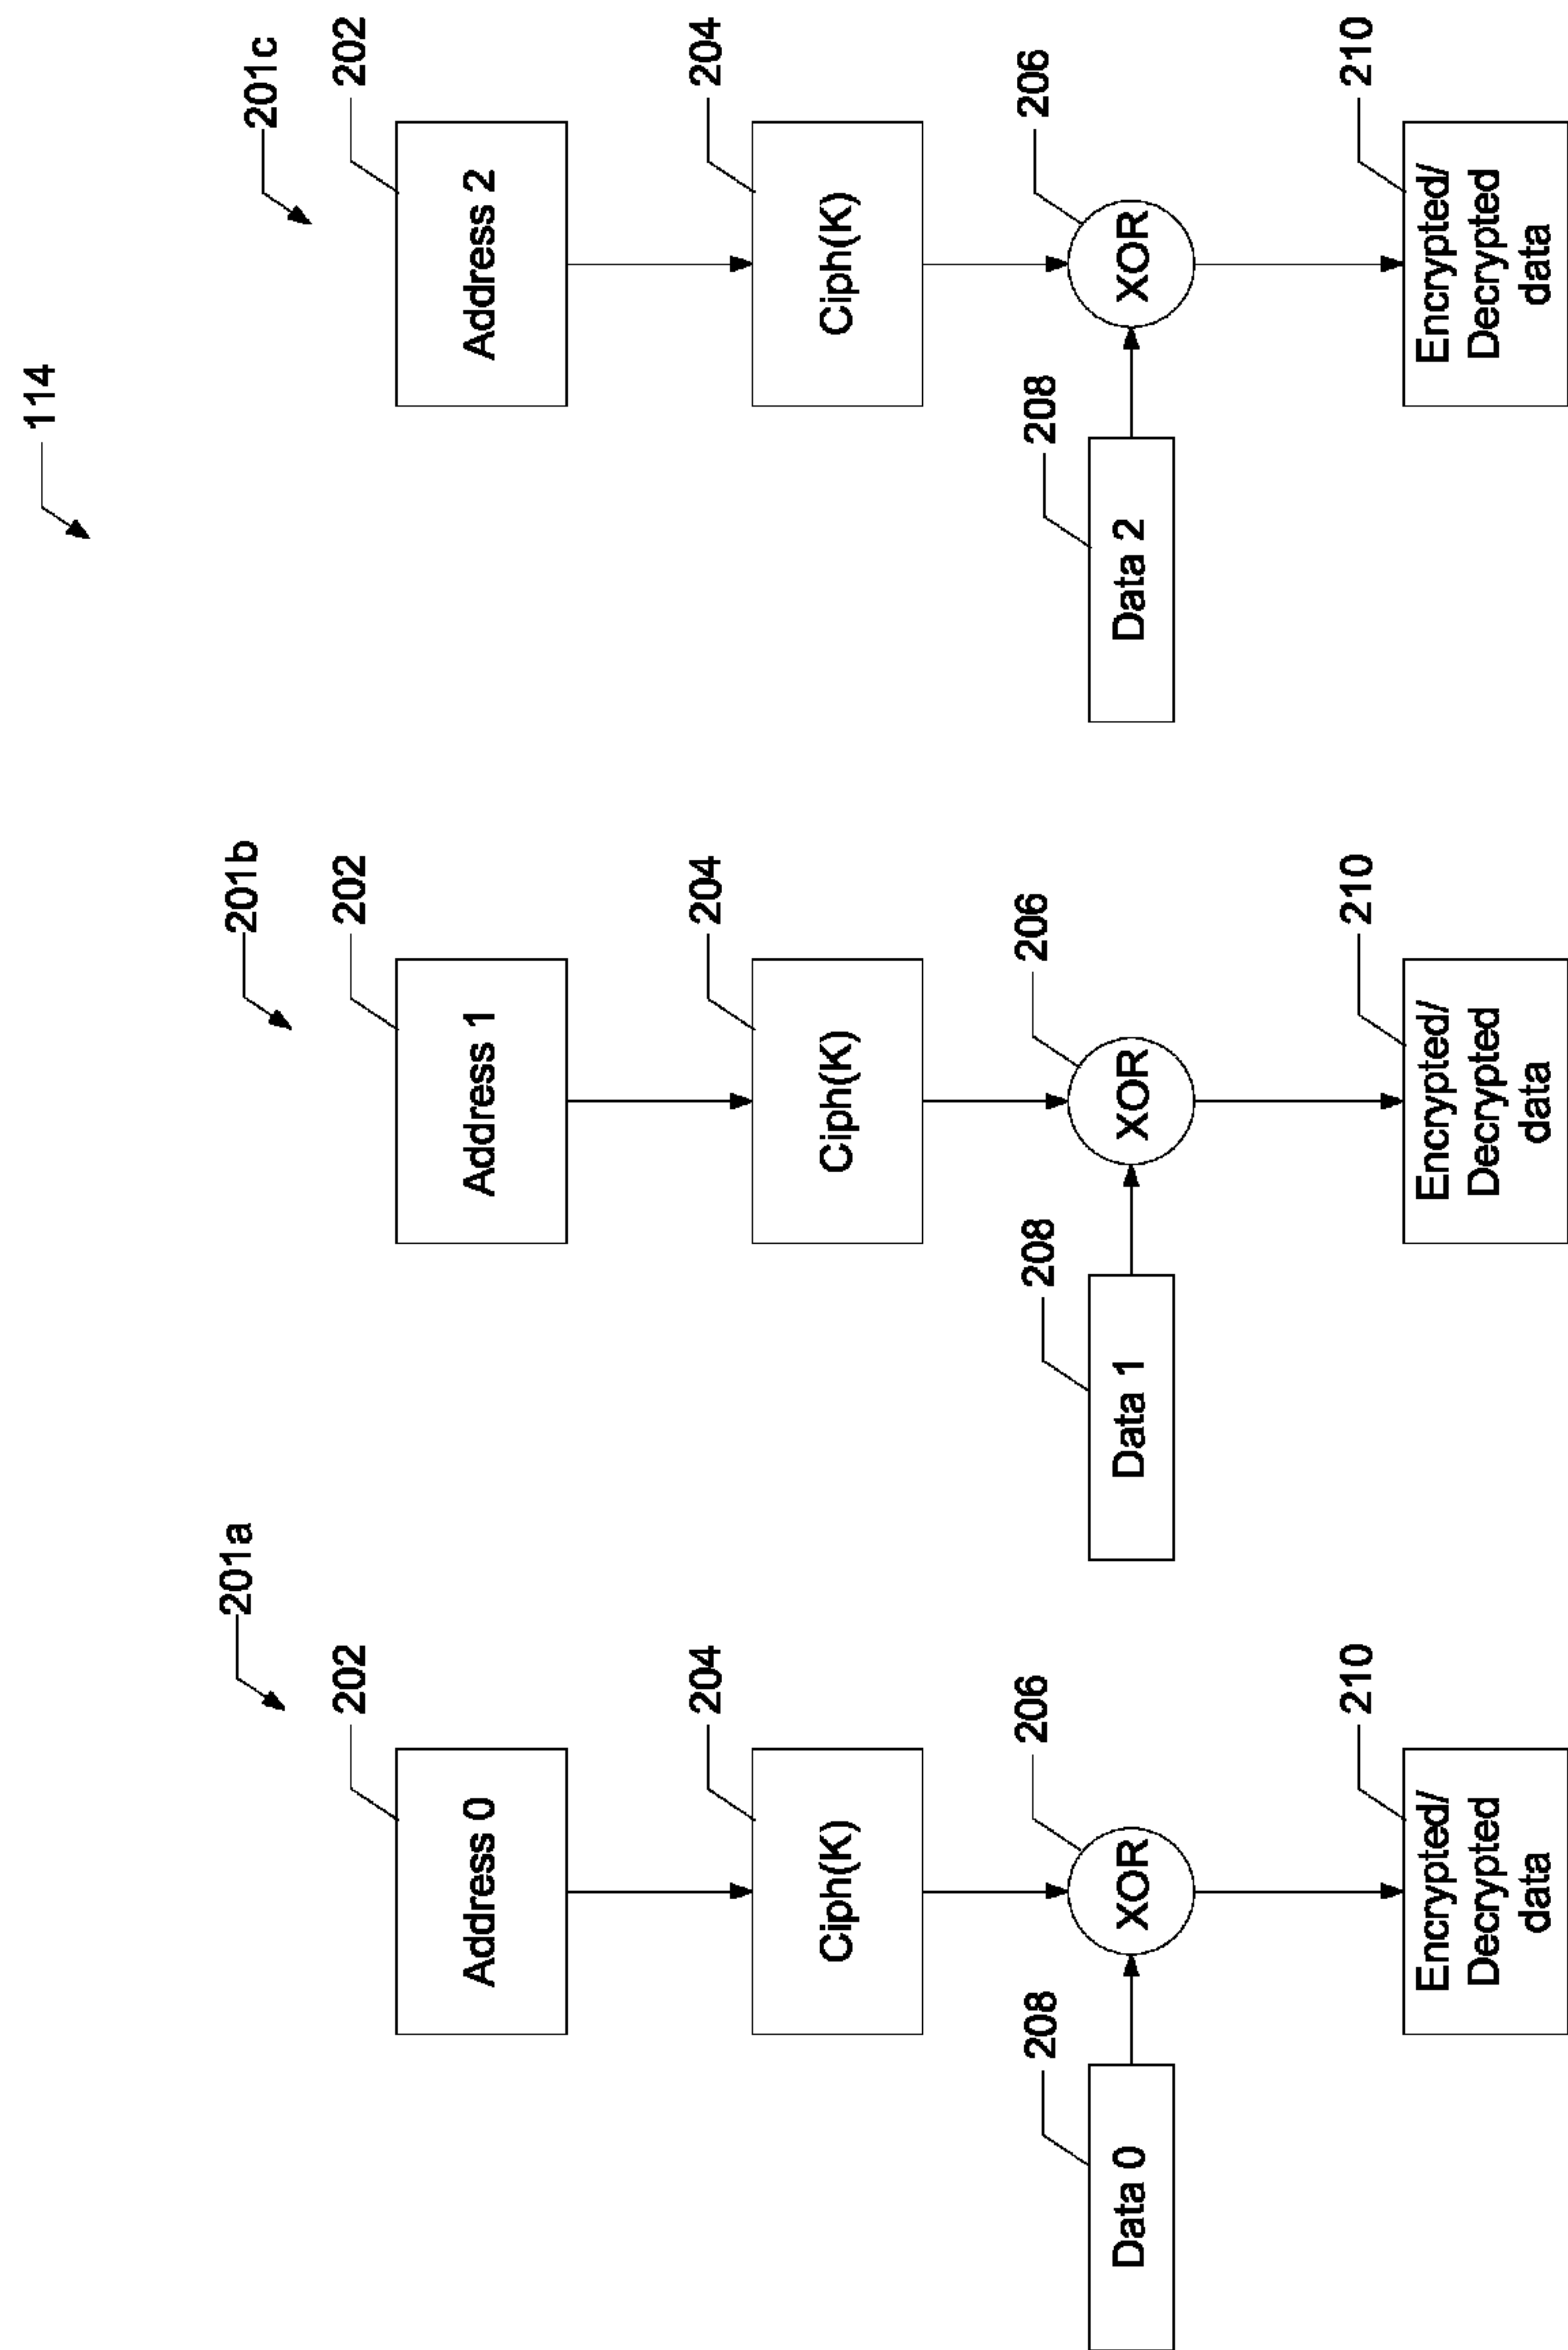 114
201a
201b
201c
202
202
202
Address 0
Address 1
Address 2
204
204
204
Ciph(K)
Ciph(K)
Ciph(K)
206
206
206
208
208
208
XOR
XOR
XOR
Data 0
Data 1
Data 2
210
210
210
Encrypted/
Decrypted
data
Encrypted/
Decrypted
data
Encrypted/
Decrypted
data